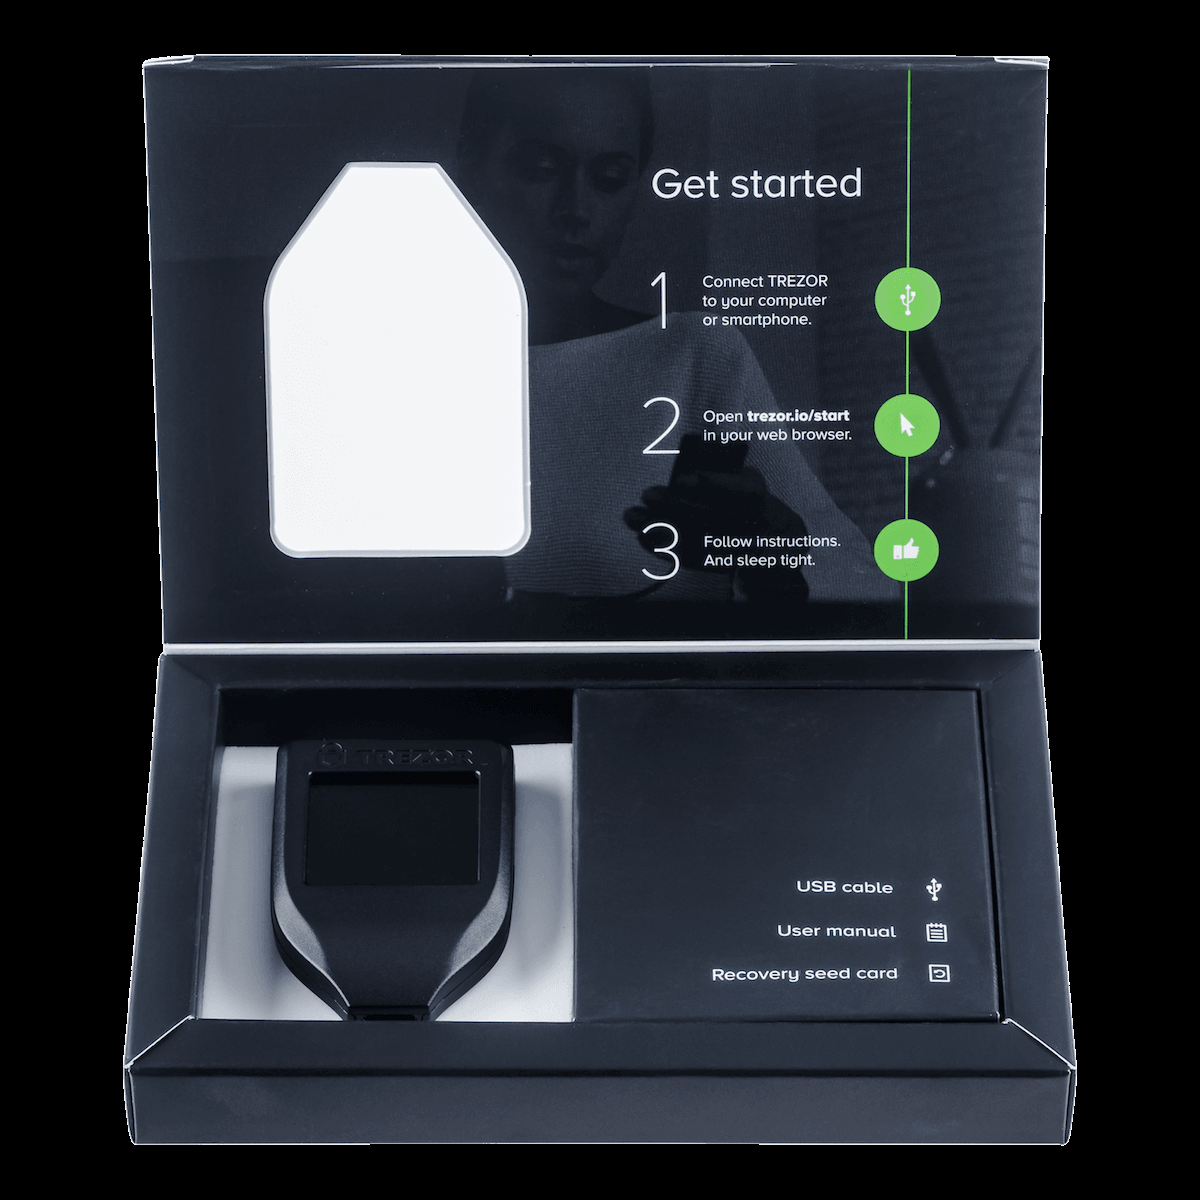 Get started
1
Connect TREZOR
to your computer
or smartphone.
2
Open trezor.io/start
in your web browser.
3
Follow instructions.
And sleep tight.
TREZOR
USB cable
User manual
Recovery seed card